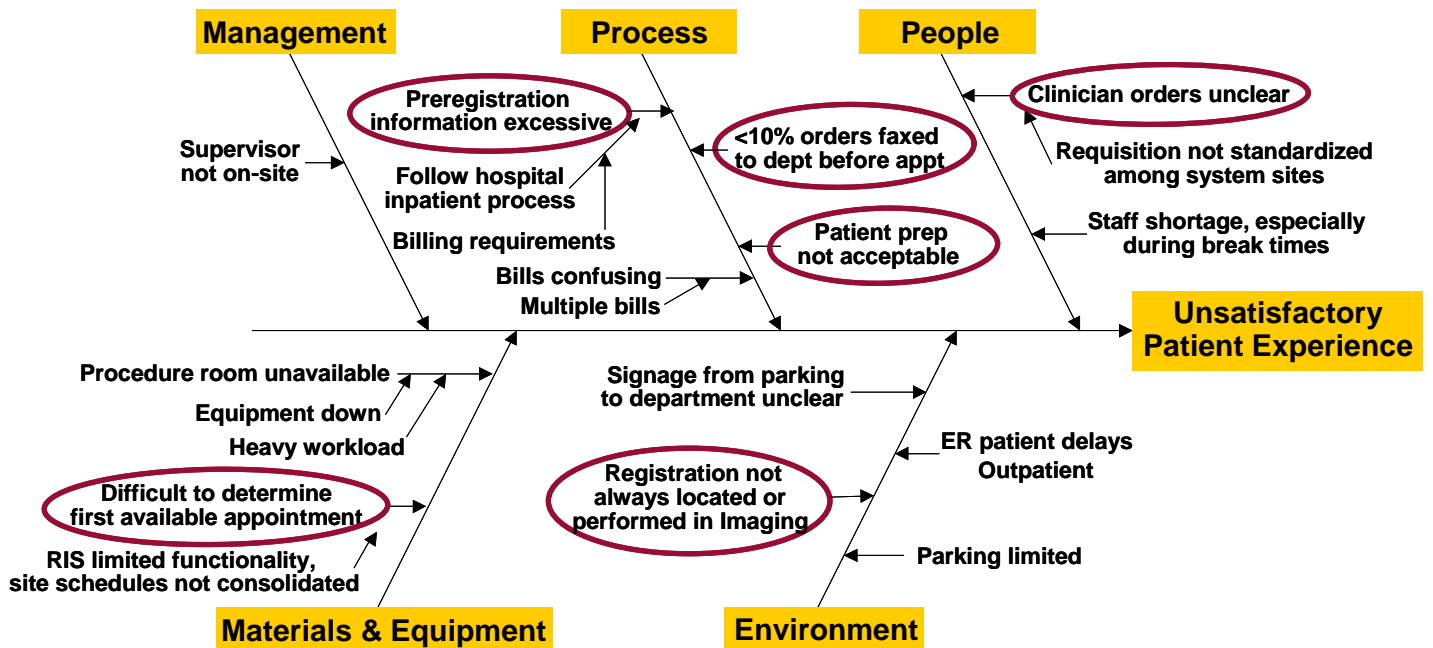 Management
Process
People
Preregistration
information excessive
Clinician orders unclear
<10% orders faxed
to dept before appt
Supervisor
not on-site
Requisition not standardized
among system sites
Follow hospital
inpatient process
Billing requirements
Patient prep
not acceptable
Staff shortage, especially
during break times
Bills confusing
Multiple bills
Unsatisfactory
Patient Experience
Procedure room unavailable
Equipment down
Heavy workload
Signage from parking
to department unclear
ER patient delays
Outpatient
Difficult to determine
first available appointment
Registration not
always located or
performed in Imaging
RIS limited functionality,
site schedules not consolidated
Parking limited
Materials & Equipment
Environment